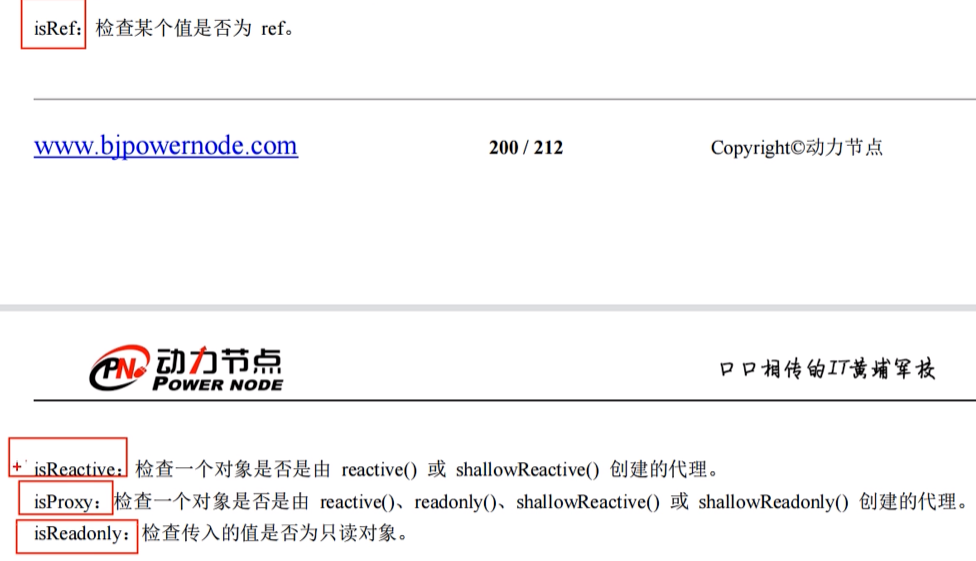 isRef：检查某个值是否为 ref。
www.bjpowernode.com 200 / 212 Copyright©动力节点
PN 动力节点
POWER NODE
口口相传的IT黄埔军校
isReactive：检查一个对象是否是由 reactive() 或 shallowReactive() 创建的代理。
isProxy：检查一个对象是否是由 reactive()、readonly()、shallowReactive() 或 shallowReadonly() 创建的代理。
isReadonly：检查传入的值是否为只读对象。